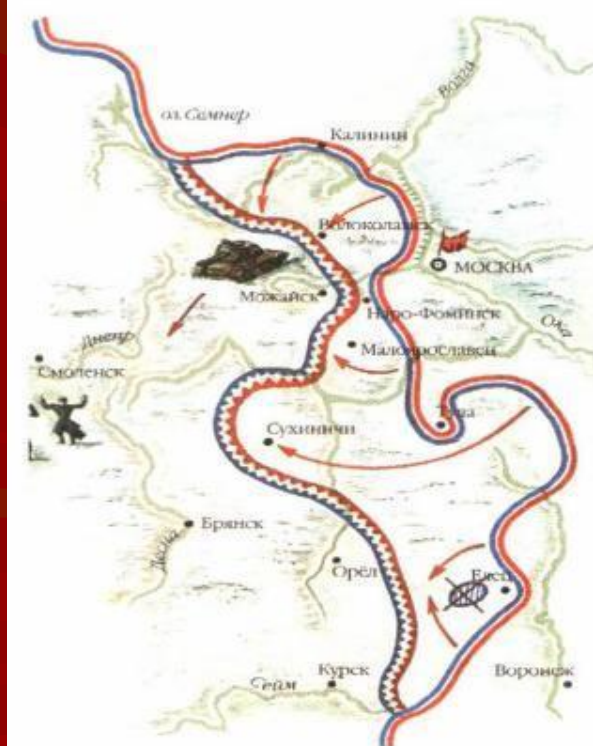 оз. Селигер
Волга
Калинин
Волоколамск
МОСКВА
Можайск
Наро-Фоминск
Ока
Малоярославец
Днепр
Смоленск
Тула
Сухиничи
Десна
Брянск
Орёл
Елец
Курск
Воронеж
Сейм